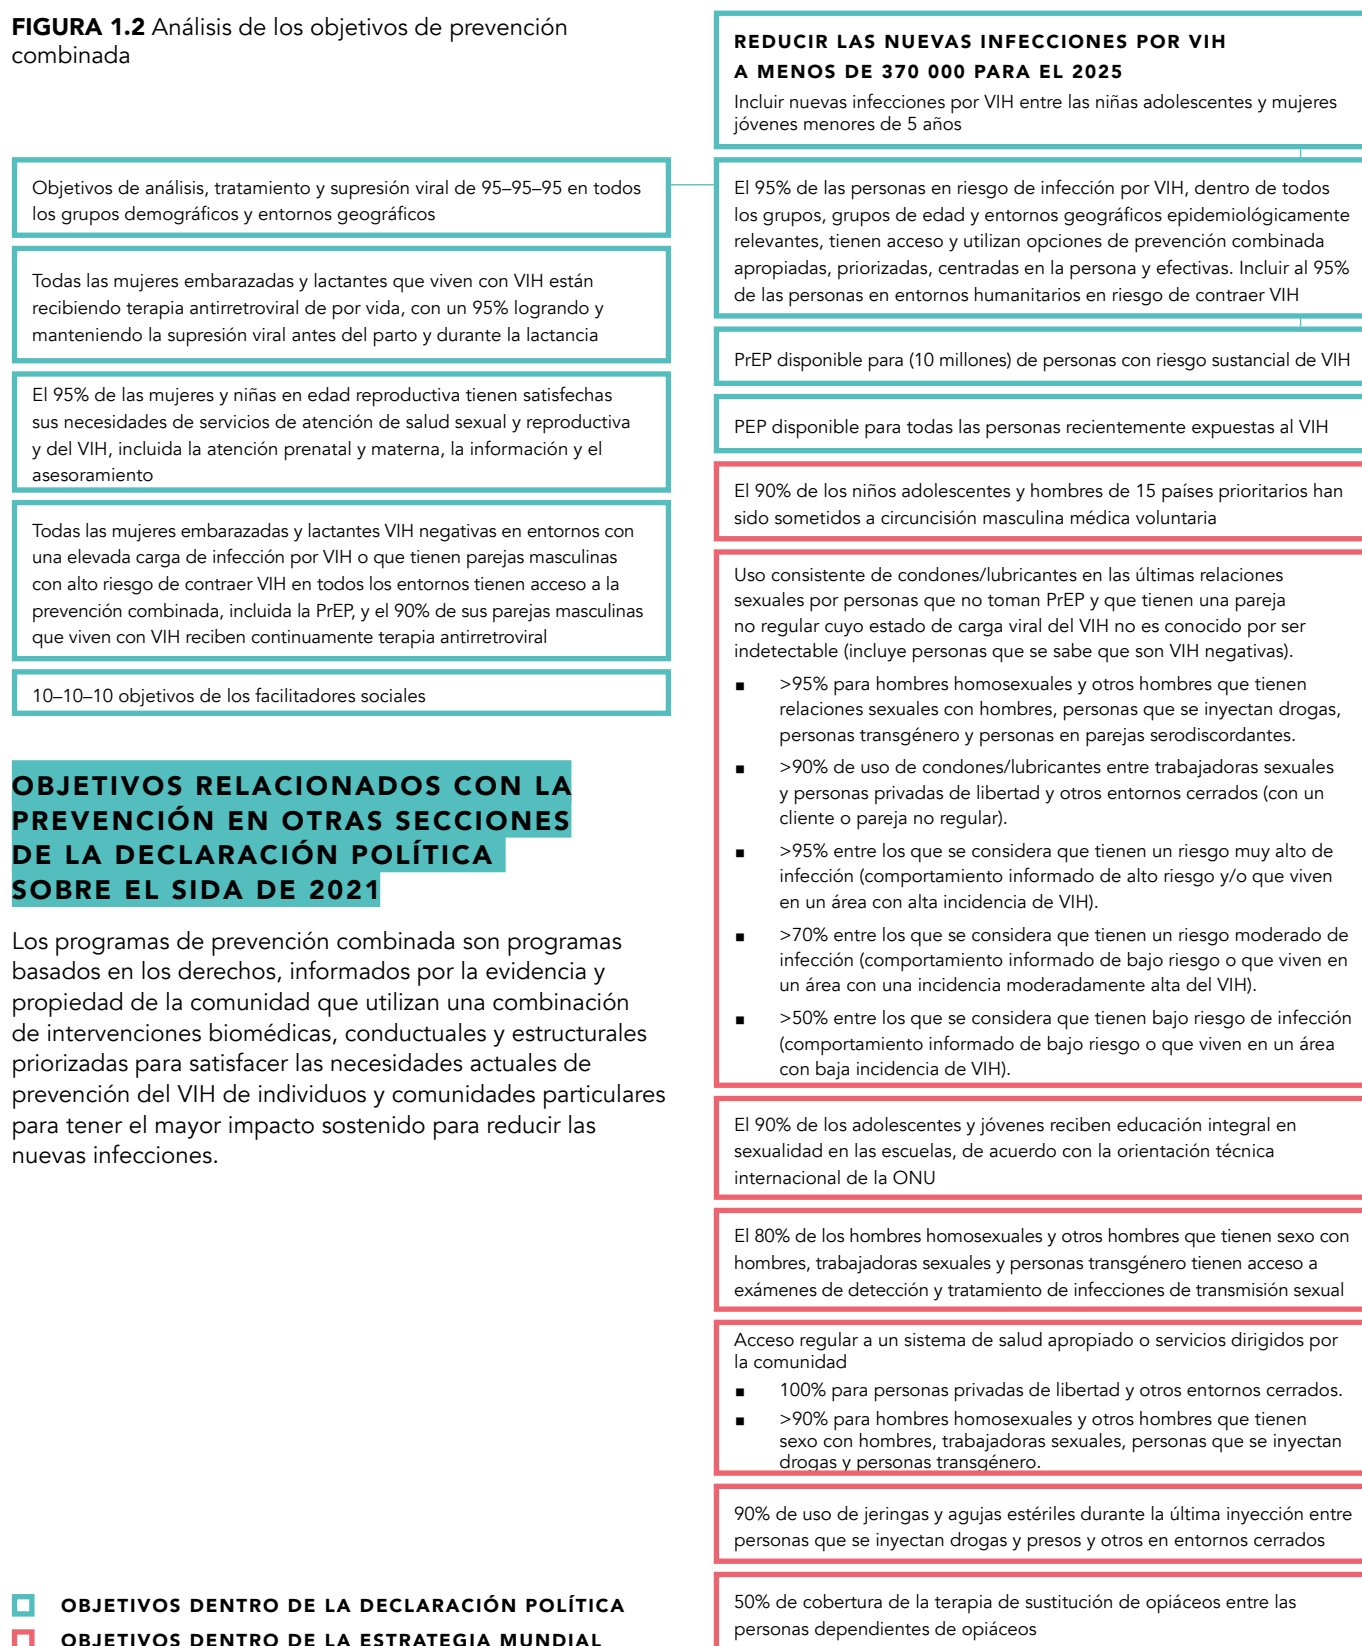 FIGURA 1.2 Análisis de los objetivos de prevención
combinada
Objetivos de análisis, tratamiento y supresión viral de 95–95–95 en todos
los grupos demográficos y entornos geográficos
Todas las mujeres embarazadas y lactantes que viven con VIH están
recibiendo terapia antirretroviral de por vida, con un 95% logrando y
manteniendo la supresión viral antes del parto y durante la lactancia
El 95% de las mujeres y niñas en edad reproductiva tienen satisfechas
sus necesidades de servicios de atención de salud sexual y reproductiva
y del VIH, incluida la atención prenatal y materna, la información y el
asesoramiento
Todas las mujeres embarazadas y lactantes VIH negativas en entornos con
una elevada carga de infección por VIH o que tienen parejas masculinas
con alto riesgo de contraer VIH en todos los entornos tienen acceso a la
prevención combinada, incluida la PrEP, y el 90% de sus parejas masculinas
que viven con VIH reciben continuamente terapia antirretroviral
10–10–10 objetivos de los facilitadores sociales
OBJETIVOS RELACIONADOS CON LA
PREVENCIÓN EN OTRAS SECCIONES
DE LA DECLARACIÓN POLÍTICA
SOBRE EL SIDA DE 2021
Los programas de prevención combinada son programas
basados en los derechos, informados por la evidencia y
propiedad de la comunidad que utilizan una combinación
de intervenciones biomédicas, conductuales y estructurales
priorizadas para satisfacer las necesidades actuales de
prevención del VIH de individuos y comunidades particulares
para tener el mayor impacto sostenido para reducir las
nuevas infecciones.
OBJETIVOS DENTRO DE LA DECLARACIÓN POLÍTICA
OBJETIVOS DENTRO DE LA ESTRATEGIA MUNDIAL
REDUCIR LAS NUEVAS INFECCIONES POR VIH
A MENOS DE 370 000 PARA EL 2025
Incluir nuevas infecciones por VIH entre las niñas adolescentes y mujeres
jóvenes menores de 5 años
El 95% de las personas en riesgo de infección por VIH, dentro de todos
los grupos, grupos de edad y entornos geográficos epidemiológicamente
relevantes, tienen acceso y utilizan opciones de prevención combinada
apropiadas, priorizadas, centradas en la persona y efectivas. Incluir al 95%
de las personas en entornos humanitarios en riesgo de contraer VIH
PrEP disponible para (10 millones) de personas con riesgo sustancial de VIH
PEP disponible para todas las personas recientemente expuestas al VIH
El 90% de los niños adolescentes y hombres de 15 países prioritarios han
sido sometidos a circuncisión masculina médica voluntaria
Uso consistente de condones/lubricantes en las últimas relaciones
sexuales por personas que no toman PrEP y que tienen una pareja
no regular cuyo estado de carga viral del VIH no es conocido por ser
indetectable (incluye personas que se sabe que son VIH negativas).
▪ >95% para hombres homosexuales y otros hombres que tienen
relaciones sexuales con hombres, personas que se inyectan drogas,
personas transgénero y personas en parejas serodiscordantes.
▪ >90% de uso de condones/lubricantes entre trabajadoras sexuales
y personas privadas de libertad y otros entornos cerrados (con un
cliente o pareja no regular).
▪ >95% entre los que se considera que tienen un riesgo muy alto de
infección (comportamiento informado de alto riesgo y/o que viven
en un área con alta incidencia de VIH).
▪ >70% entre los que se considera que tienen un riesgo moderado de
infección (comportamiento informado de bajo riesgo o que viven en
un área con una incidencia moderadamente alta del VIH).
▪ >50% entre los que se considera que tienen bajo riesgo de infección
(comportamiento informado de bajo riesgo o que viven en un área
con baja incidencia de VIH).
El 90% de los adolescentes y jóvenes reciben educación integral en
sexualidad en las escuelas, de acuerdo con la orientación técnica
internacional de la ONU
El 80% de los hombres homosexuales y otros hombres que tienen sexo con
hombres, trabajadoras sexuales y personas transgénero tienen acceso a
exámenes de detección y tratamiento de infecciones de transmisión sexual
Acceso regular a un sistema de salud apropiado o servicios dirigidos por
la comunidad
▪ 100% para personas privadas de libertad y otros entornos cerrados.
▪ >90% para hombres homosexuales y otros hombres que tienen
sexo con hombres, trabajadoras sexuales, personas que se inyectan
drogas y personas transgénero.
90% de uso de jeringas y agujas estériles durante la última inyección entre
personas que se inyectan drogas y presos y otros en entornos cerrados
50% de cobertura de la terapia de sustitución de opiáceos entre las
personas dependientes de opiáceos